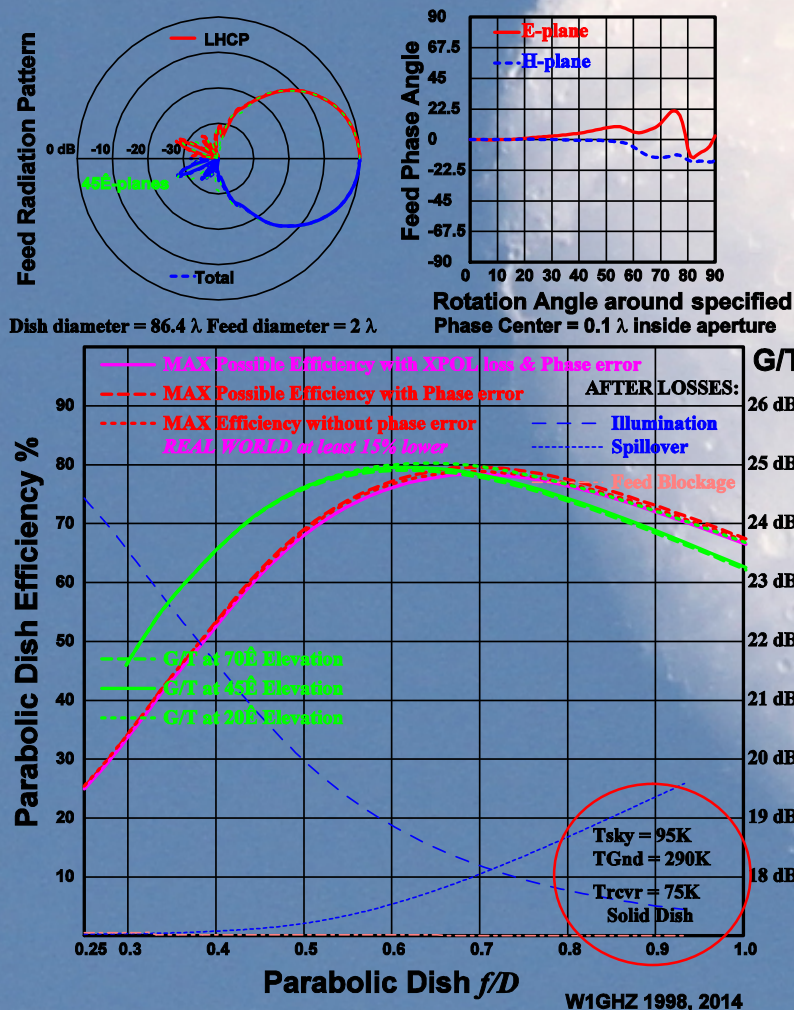 Feed Radiation Pattern
LHCP
0 dB -10 -20 -30
45Ê-planes
Total
Feed Phase Angle
90
67.5
45
22.5
0
-22.5
-45
-67.5
-90
E-plane
H-plane
0 10 20 30 40 50 60 70 80 90
Rotation Angle around specified
Phase Center = 0.1 λ inside aperture
Dish diameter = 86.4 λ Feed diameter = 2 λ
MAX Possible Efficiency with XPOL loss & Phase error
MAX Possible Efficiency with Phase error
MAX Efficiency without phase error
REAL WORLD at least 15% lower
AFTER LOSSES:
Illumination
Spillover
Feed Blockage
G/T
Parabolic Dish Efficiency %
90
80
70
60
50
40
30
20
10
26 dB
25 dB
24 dB
23 dB
22 dB
21 dB
20 dB
19 dB
18 dB
G/T at 70Ê Elevation
G/T at 45Ê Elevation
G/T at 20Ê Elevation
Tsky = 95K
TGnd = 290K
Trcvr = 75K
Solid Dish
0.25 0.3 0.4 0.5 0.6 0.7 0.8 0.9 1.0
Parabolic Dish f/D
W1GHZ 1998, 2014